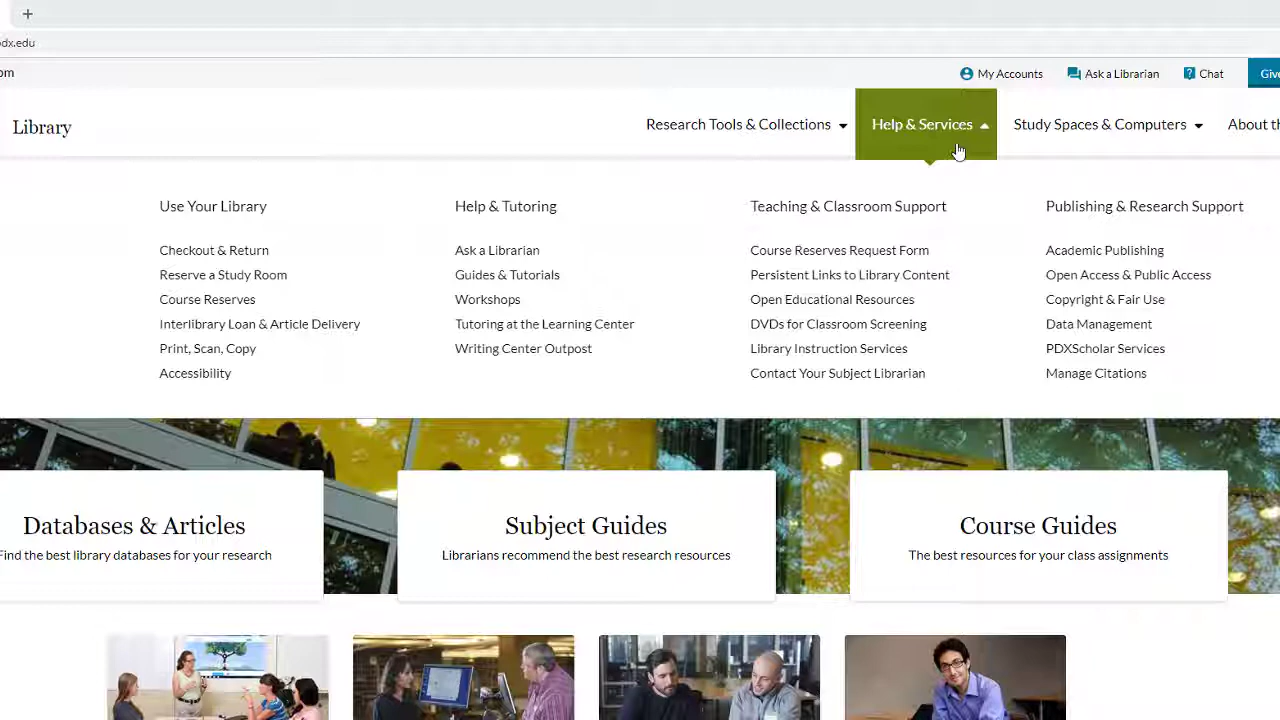 dx.edu
om
My Accounts
Ask a Librarian
Chat
Give
Library
Research Tools & Collections
Help & Services
Study Spaces & Computers
About th
Use Your Library
Checkout & Return
Reserve a Study Room
Course Reserves
Interlibrary Loan & Article Delivery
Print, Scan, Copy
Accessibility
Help & Tutoring
Ask a Librarian
Guides & Tutorials
Workshops
Tutoring at the Learning Center
Writing Center Outpost
Teaching & Classroom Support
Course Reserves Request Form
Persistent Links to Library Content
Open Educational Resources
DVDs for Classroom Screening
Library Instruction Services
Contact Your Subject Librarian
Publishing & Research Support
Academic Publishing
Open Access & Public Access
Copyright & Fair Use
Data Management
PDXScholar Services
Manage Citations
Databases & Articles
Find the best library databases for your research
Subject Guides
Librarians recommend the best research resources
Course Guides
The best resources for your class assignments